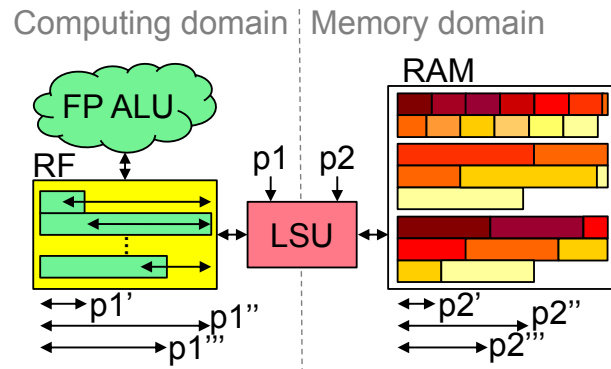 Computing domain
Memory domain
FP ALU
RAM
RF
p1
p2
LSU
p1'
p1''
p1'''
p2'
p2''
p2'''